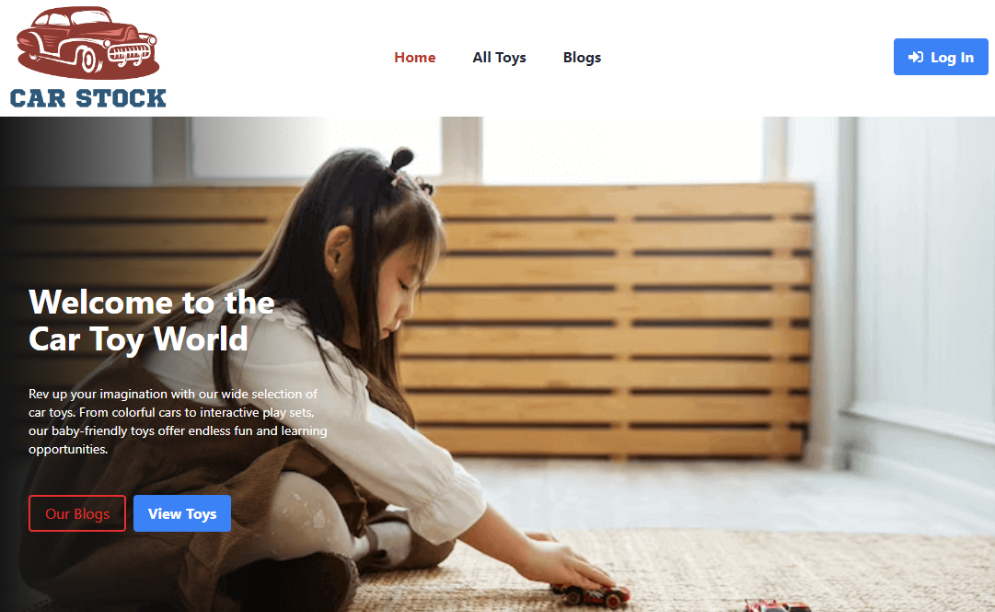 CAR STOCK
Home
All Toys
Blogs
Log In
Welcome to the
Car Toy World
Rev up your imagination with our wide selection of
car toys. From colorful cars to interactive play sets,
our baby-friendly toys offer endless fun and learning
opportunities.
Our Blogs
View Toys